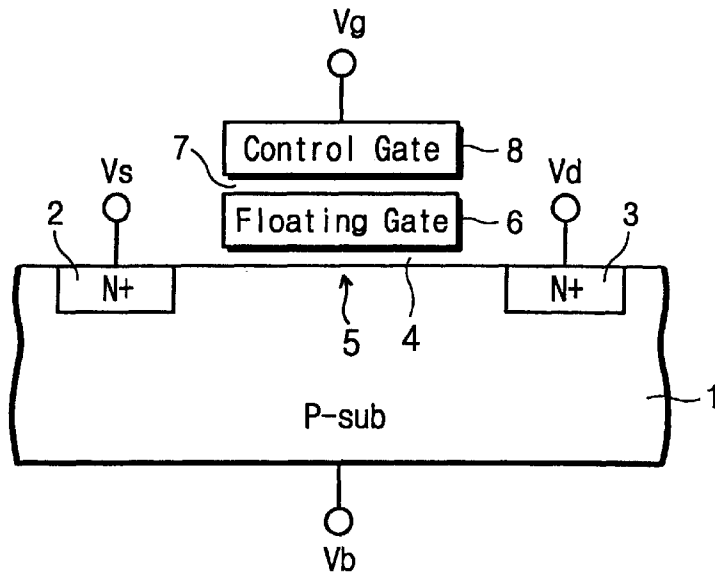 Vg
Control Gate
8
7
Vs
Vd
2
Floating Gate
6
3
N+
N+
5
4
1
P-sub
Vb